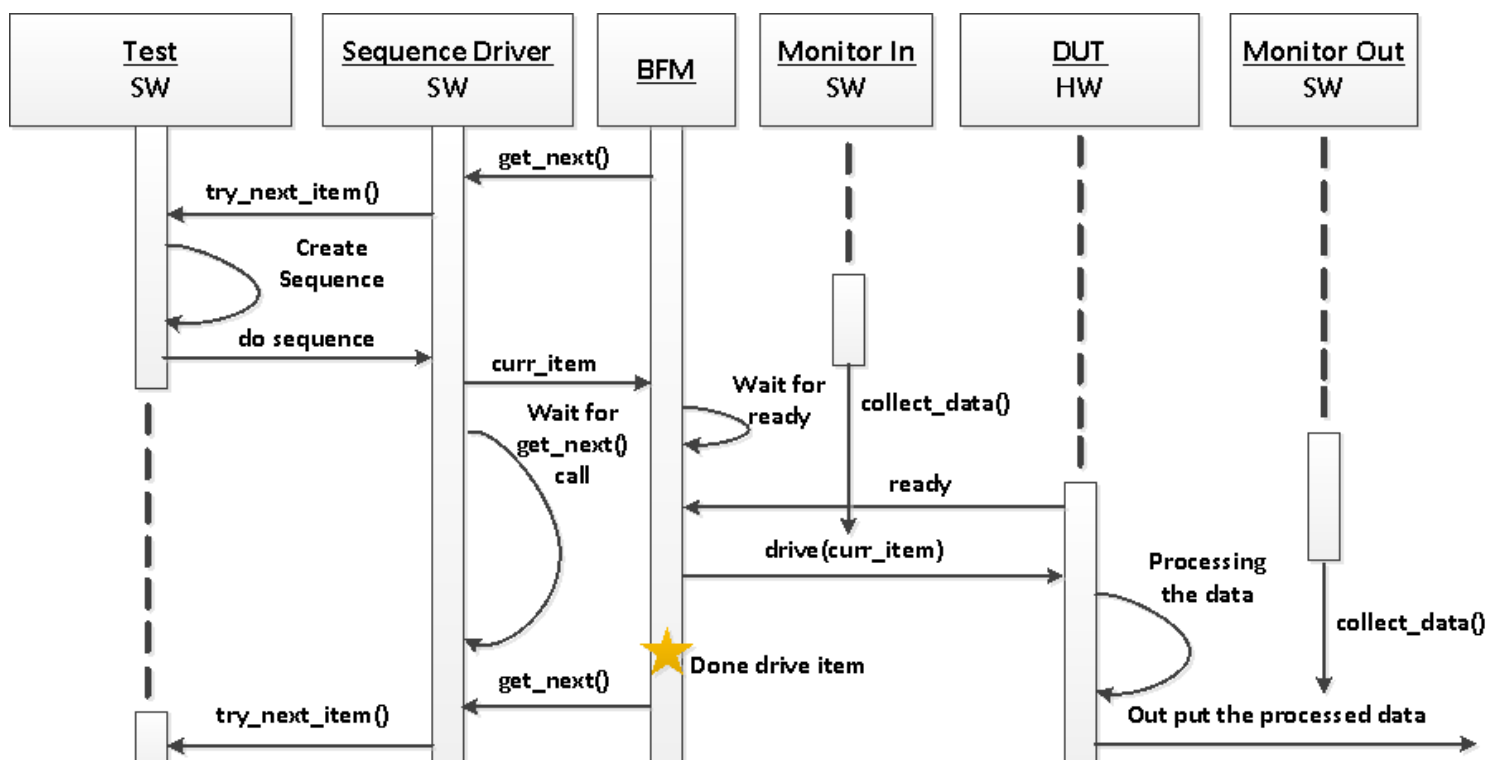 Test
SW
Sequence Driver
SW
BFM
Monitor In
SW
DUT
HW
Monitor Out
SW
get_next()
try_next_item()
Create
Sequence
do sequence
curr_item
Wait for
get_next()
call
Wait for
ready
collect_data()
ready
drive(curr_item)
Processing
the data
collect_data()
Done drive item
get_next()
try_next_item()
Out put the processed data